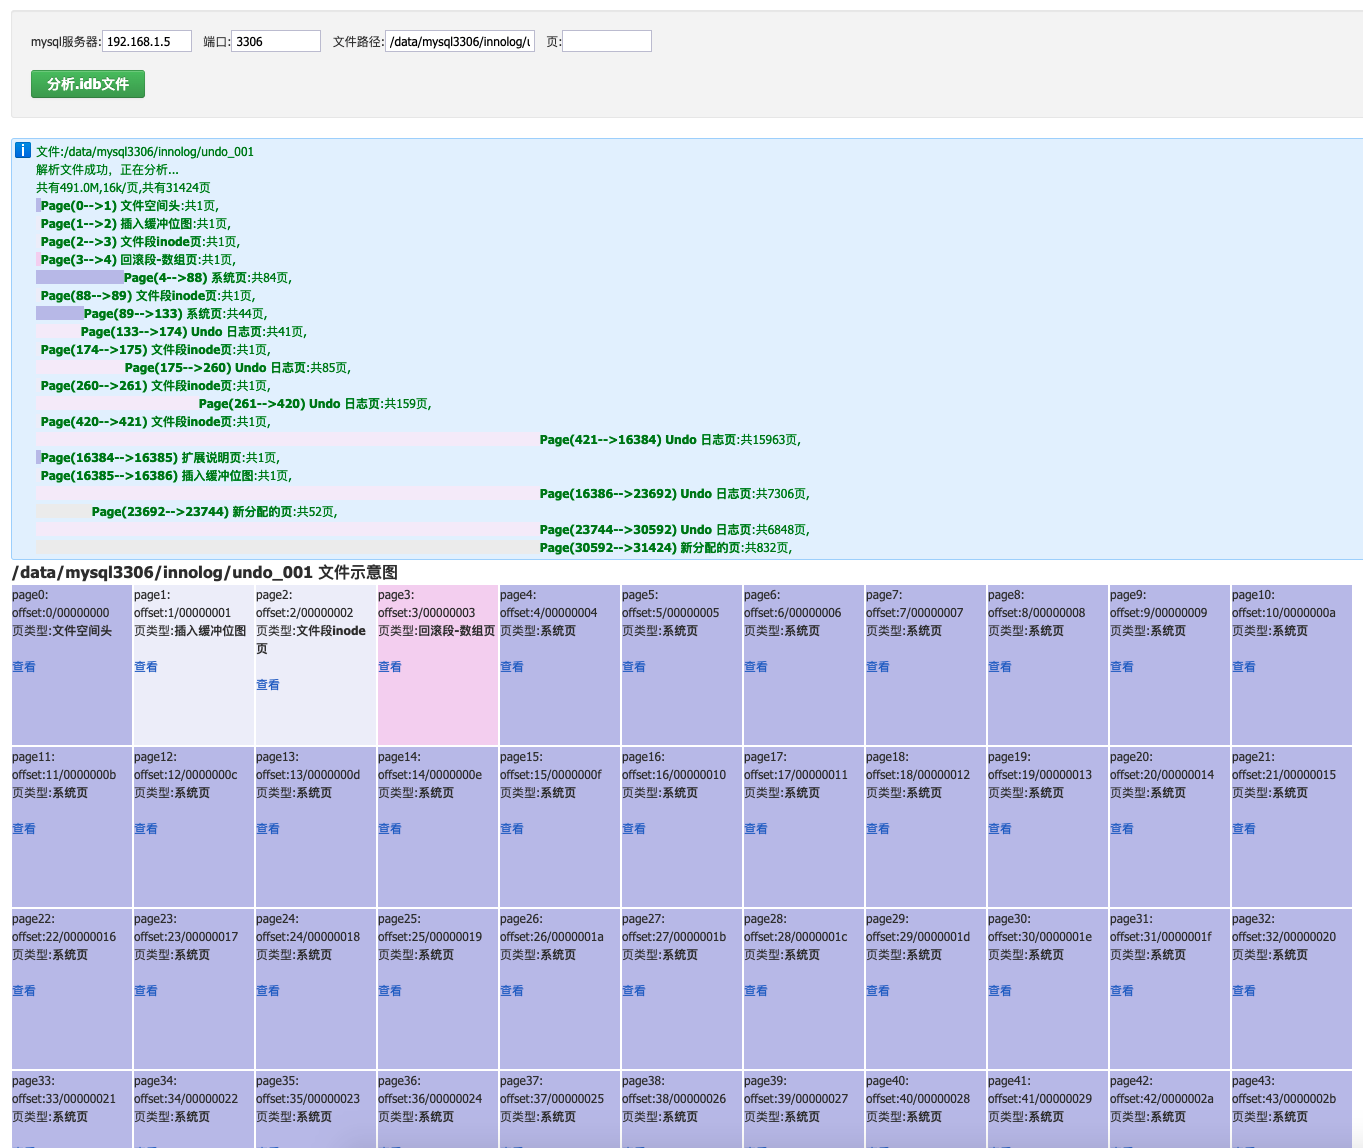 mysql服务器: 192.168.1.5 端口: 3306 文件路径: /data/mysql3306/innolog/u 页:
分析.idb文件
文件:/data/mysql3306/innolog/undo_001
解析文件成功，正在分析...
共有491.0M,16k/页,共有31424页
Page(0-->1) 文件空间头:共1页,
Page(1-->2) 插入缓冲位图:共1页,
Page(2-->3) 文件段inode页:共1页,
Page(3-->4) 回滚段-数组页:共1页,
Page(4-->88) 系统页:共84页,
Page(88-->89) 文件段inode页:共1页,
Page(89-->133) 系统页:共44页,
Page(133-->174) Undo 日志页:共41页,
Page(174-->175) 文件段inode页:共1页,
Page(175-->260) Undo 日志页:共85页,
Page(260-->261) 文件段inode页:共1页,
Page(261-->420) Undo 日志页:共159页,
Page(420-->421) 文件段inode页:共1页,
Page(421-->16384) Undo 日志页:共15963页,
Page(16384-->16385) 扩展说明页:共1页,
Page(16385-->16386) 插入缓冲位图:共1页,
Page(16386-->23692) Undo 日志页:共7306页,
Page(23692-->23744) 新分配的页:共52页,
Page(23744-->30592) Undo 日志页:共6848页,
Page(30592-->31424) 新分配的页:共832页,
/data/mysql3306/innolog/undo_001 文件示意图
page0: page1: page2: page3: page4: page5: page6: page7: page8: page9: page10:
offset:0/00000000 offset:1/00000001 offset:2/00000002 offset:3/00000003 offset:4/00000004 offset:5/00000005 offset:6/00000006 offset:7/00000007 offset:8/00000008 offset:9/00000009 offset:10/0000000a
页类型:文件空间头 页类型:插入缓冲位图 页类型:文件段inode 页类型:回滚段-数组页 页类型:系统页 页类型:系统页 页类型:系统页 页类型:系统页 页类型:系统页 页类型:系统页 页类型:系统页
页
查看 查看 查看 查看 查看 查看 查看 查看 查看 查看
查看
page11: page12: page13: page14: page15: page16: page17: page18: page19: page20: page21:
offset:11/0000000b offset:12/0000000c offset:13/0000000d offset:14/0000000e offset:15/0000000f offset:16/00000010 offset:17/00000011 offset:18/00000012 offset:19/00000013 offset:20/00000014 offset:21/00000015
页类型:系统页 页类型:系统页 页类型:系统页 页类型:系统页 页类型:系统页 页类型:系统页 页类型:系统页 页类型:系统页 页类型:系统页 页类型:系统页 页类型:系统页
查看 查看 查看 查看 查看 查看 查看 查看 查看 查看 查看
page22: page23: page24: page25: page26: page27: page28: page29: page30: page31: page32:
offset:22/00000016 offset:23/00000017 offset:24/00000018 offset:25/00000019 offset:26/0000001a offset:27/0000001b offset:28/0000001c offset:29/0000001d offset:30/0000001e offset:31/0000001f offset:32/00000020
页类型:系统页 页类型:系统页 页类型:系统页 页类型:系统页 页类型:系统页 页类型:系统页 页类型:系统页 页类型:系统页 页类型:系统页 页类型:系统页 页类型:系统页
查看 查看 查看 查看 查看 查看 查看 查看 查看 查看 查看
page33: page34: page35: page36: page37: page38: page39: page40: page41: page42: page43:
offset:33/00000021 offset:34/00000022 offset:35/00000023 offset:36/00000024 offset:37/00000025 offset:38/00000026 offset:39/00000027 offset:40/00000028 offset:41/00000029 offset:42/0000002a offset:43/0000002b
页类型:系统页 页类型:系统页 页类型:系统页 页类型:系统页 页类型:系统页 页类型:系统页 页类型:系统页 页类型:系统页 页类型:系统页 页类型:系统页 页类型:系统页